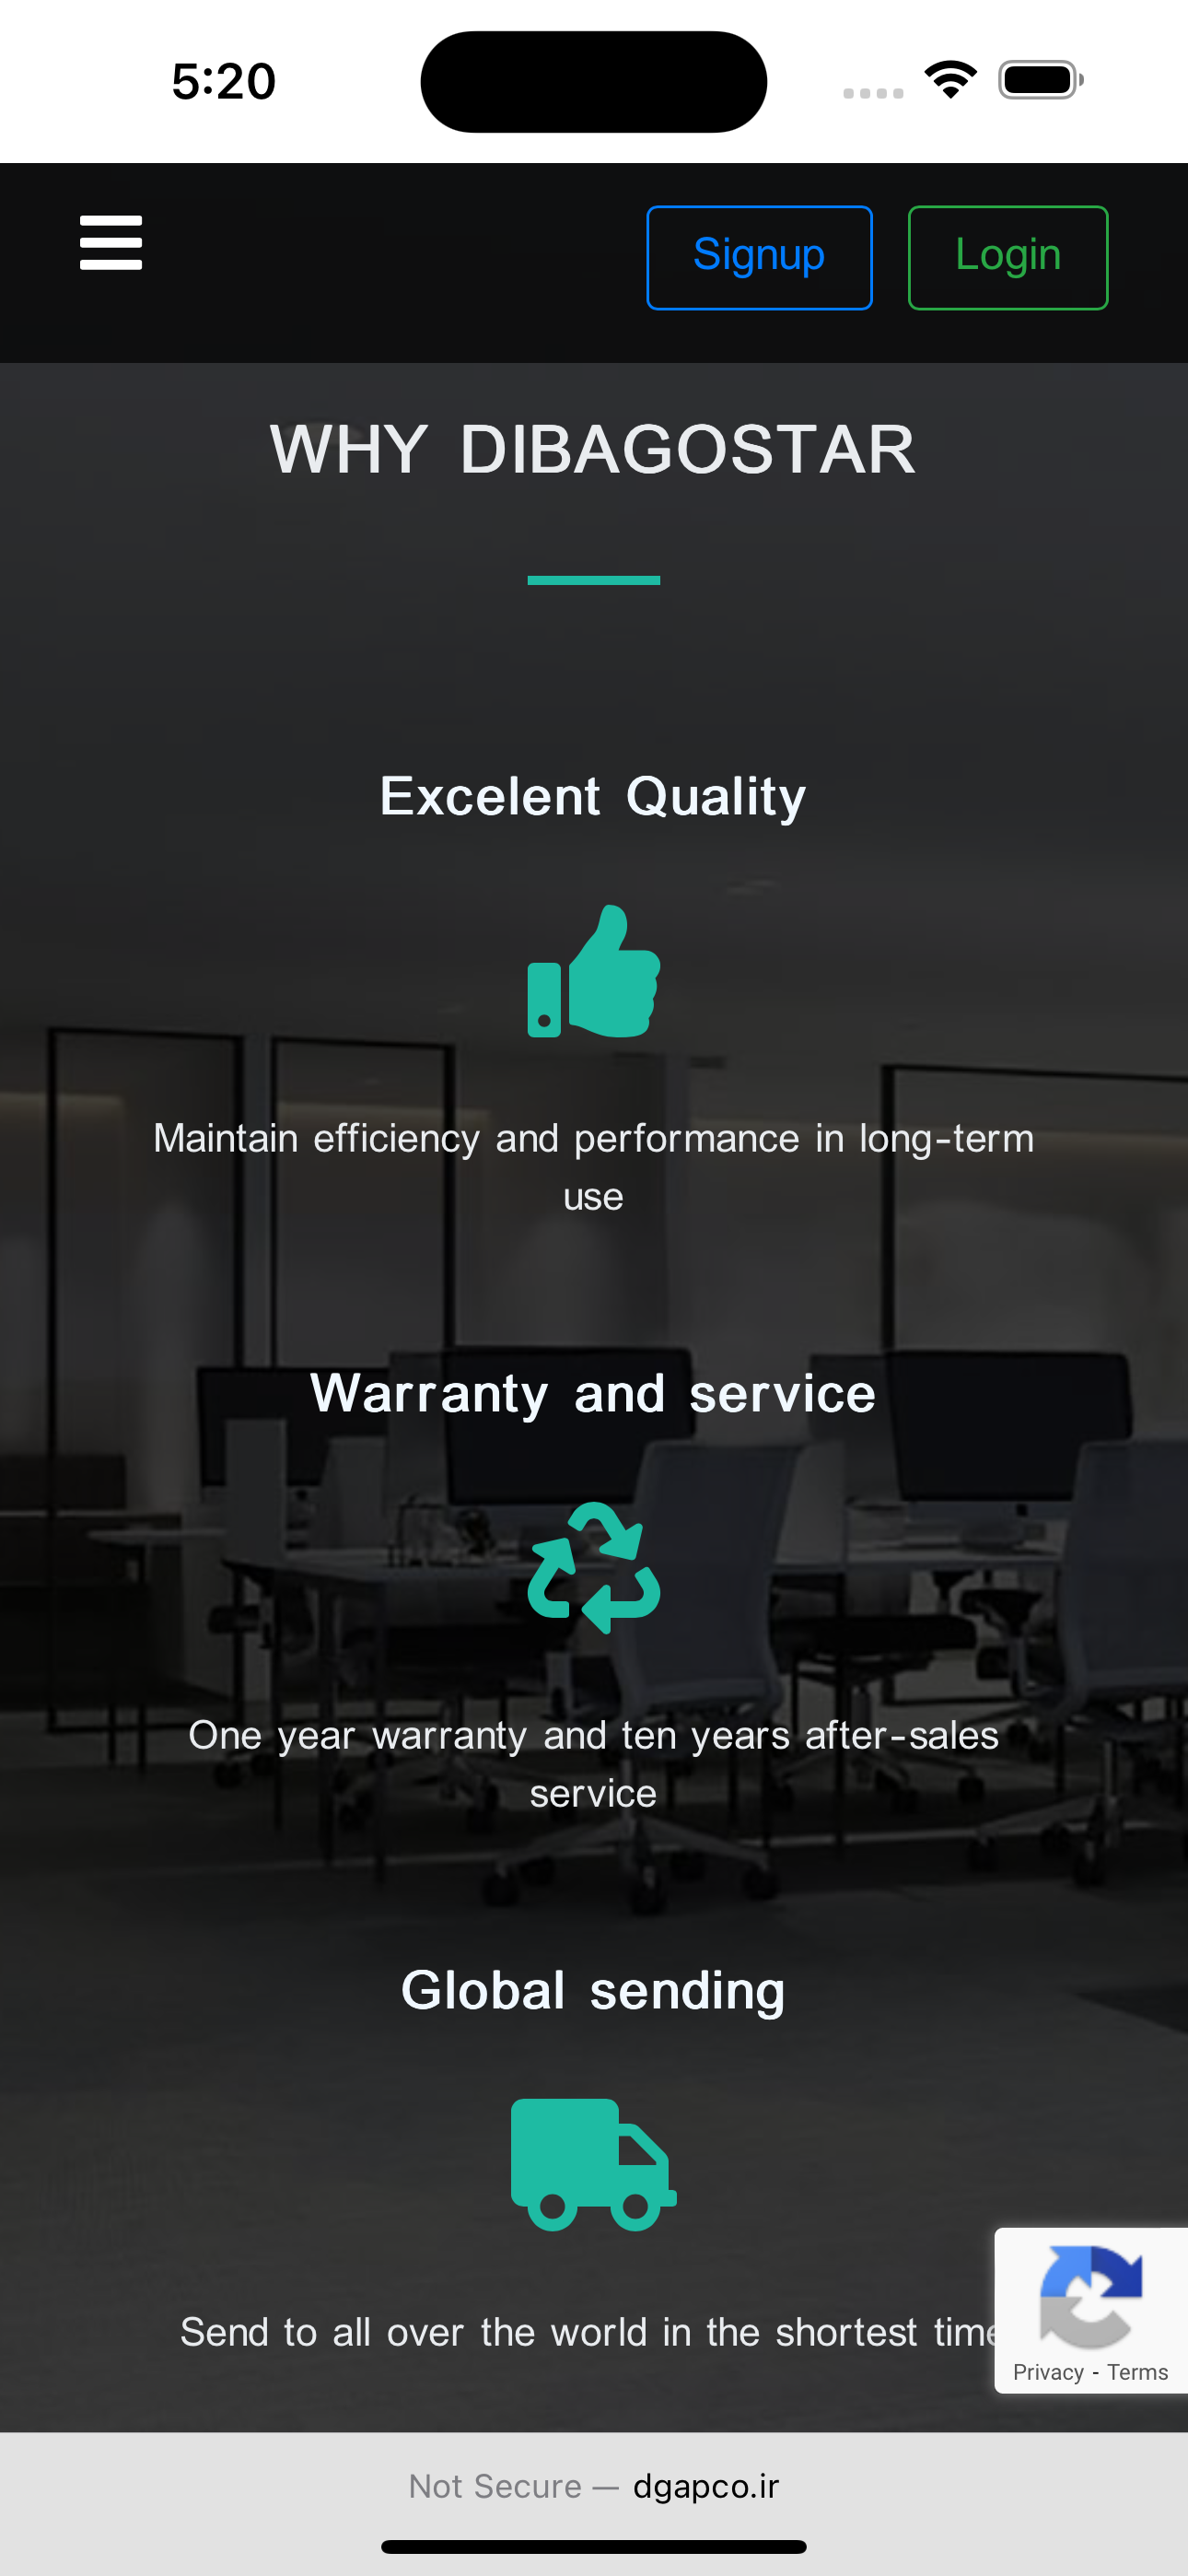 5:20
Signup Login
WHY DIBAGOSTAR
Excelent Quality
Maintain efficiency and performance in long-term
use
Warranty and service
One year warranty and ten years after-sales
service
Global sending
Send to all over the world in the shortest time
Privacy - Terms
Not Secure — dgapco.ir